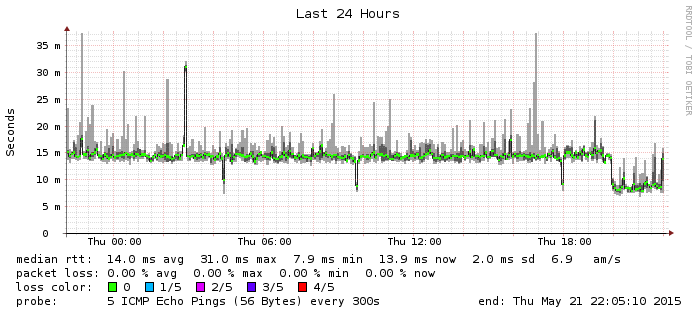 Last 24 Hours
RRDTOOL / TOBI OETIKER
Seconds
35 m
30 m
25 m
20 m
15 m
10 m
5 m
0
Thu 00:00 Thu 06:00 Thu 12:00 Thu 18:00
median rtt: 14.0 ms avg 31.0 ms max 7.9 ms min 13.9 ms now 2.0 ms sd 6.9 am/s
packet loss: 0.00 % avg 0.00 % max 0.00 % min 0.00 % now
loss color: 0 1/5 2/5 3/5 4/5
probe: 5 ICMP Echo Pings (56 Bytes) every 300s end: Thu May 21 22:05:10 2015